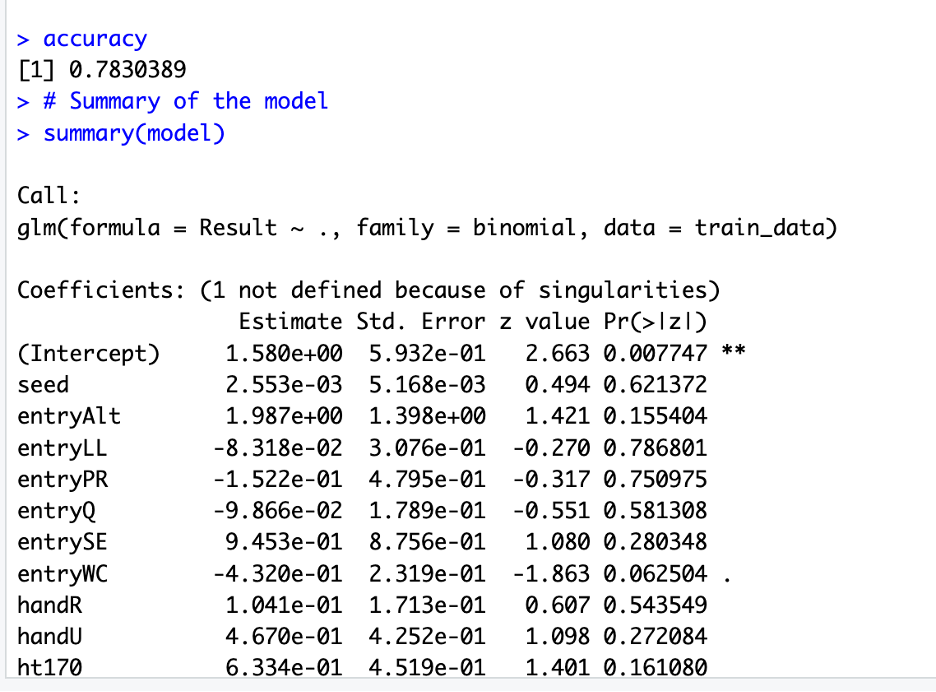 > accuracy
[1] 0.7830389
> # Summary of the model
> summary(model)
Call:
glm(formula = Result ~ ., family = binomial, data = train_data)
Coefficients: (1 not defined because of singularities)
Estimate Std. Error z value Pr(>|z|)
(Intercept) 1.580e+00 5.932e-01 2.663 0.007747 **
seed 2.553e-03 5.168e-03 0.494 0.621372
entryAlt 1.987e+00 1.398e+00 1.421 0.155404
entryLL -8.318e-02 3.076e-01 -0.270 0.786801
entryPR -1.522e-01 4.795e-01 -0.317 0.750975
entryQ -9.866e-02 1.789e-01 -0.551 0.581308
entrySE 9.453e-01 8.756e-01 1.080 0.280348
entryWC -4.320e-01 2.319e-01 -1.863 0.062504 .
handR 1.041e-01 1.713e-01 0.607 0.543549
handU 4.670e-01 4.252e-01 1.098 0.272084
ht170 6.334e-01 4.519e-01 1.401 0.161080